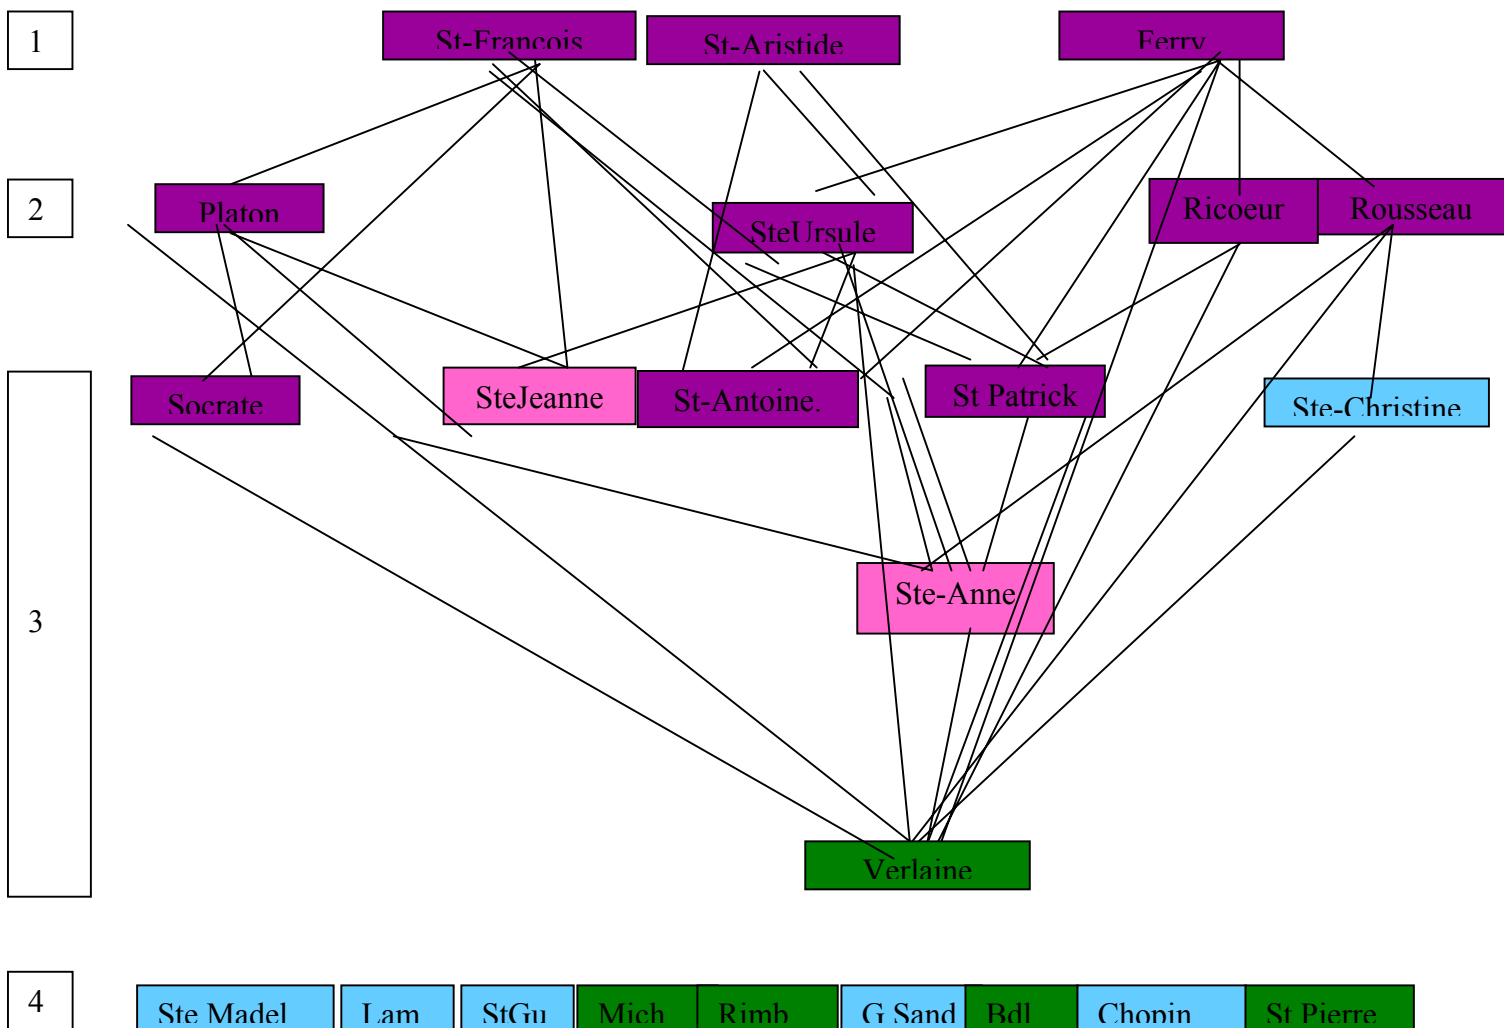 1
St-François
St-Aristide
Ferry
2
Platon
SteUrsule
Ricoeur
Rousseau
3
Socrate
SteJeanne
St-Antoine.
St Patrick
Ste-Christine
Ste-Anne
Verlaine
4
Ste Madel
Lam
StGu
Mich
Rimb
G Sand
Bdl
Chopin
St Pierre